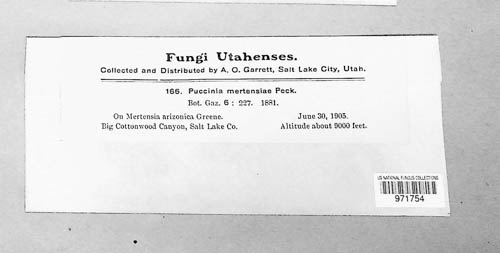 Fungi Utahenses.
Collected and Distributed by A. O. Garrett, Salt Lake City, Utah.
166. Puccinia mertensiae Peck.
Bot. Gaz. 6: 227. 1881.
On Mertensia arizonica Greene. June 30, 1905.
Big Cottonwood Canyon, Salt Lake Co. Altitude about 9000 feet.
US NATIONAL FUNGUS COLLECTIONS
971754